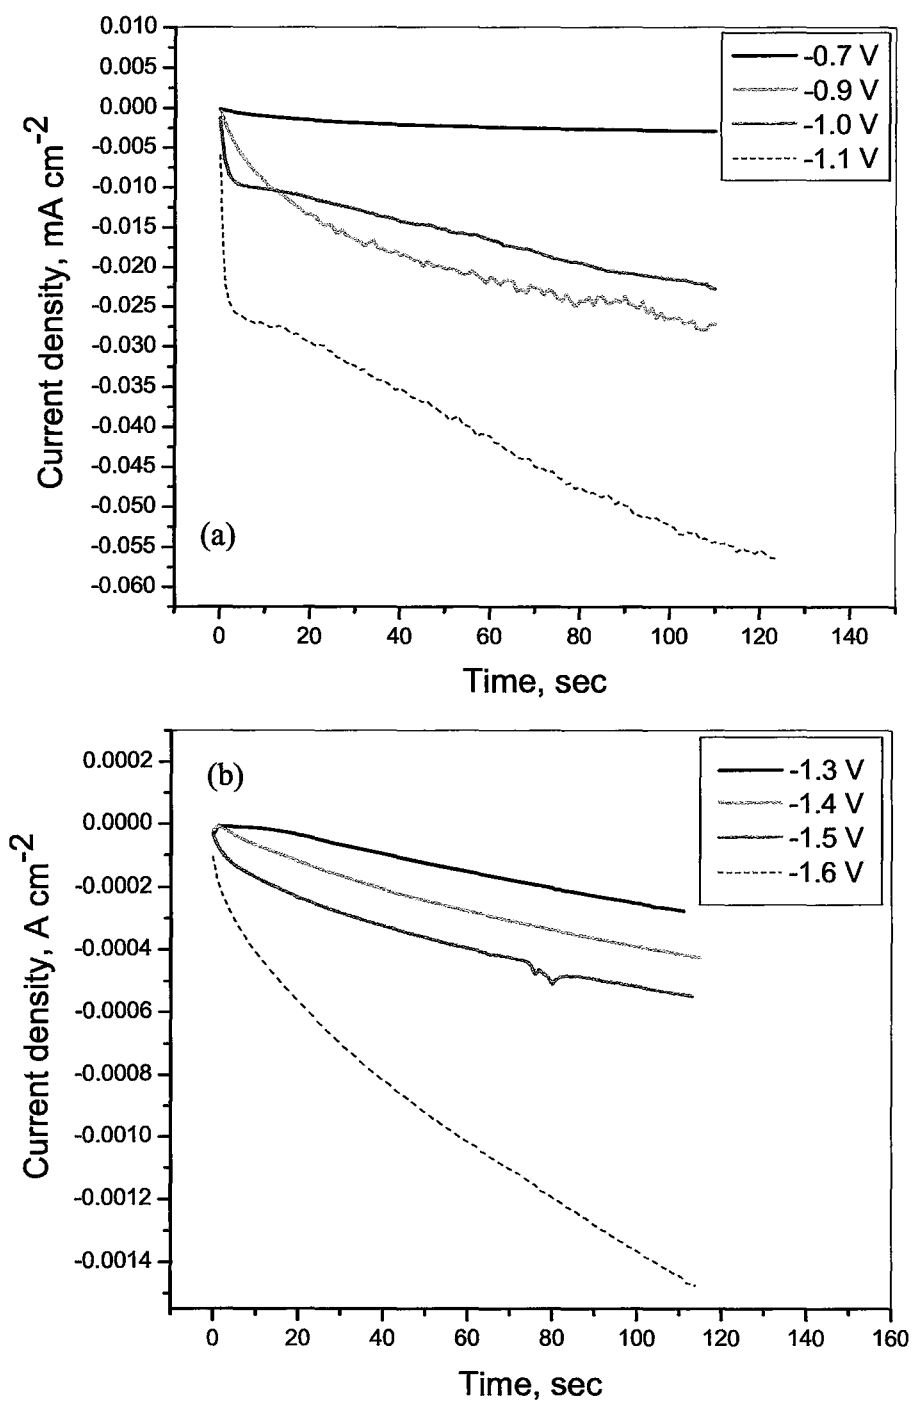 0.010
0.005
0.000
-0.005
-0.010
-0.015
-0.020
-0.025
-0.030
-0.035
-0.040
-0.045
-0.050
-0.055
-0.060
Current density, mA cm-2
-0.7 V
-0.9 V
-1.0 V
-1.1 V
(a)
0 20 40 60 80 100 120 140
Time, sec
0.0002
0.0000
-0.0002
-0.0004
-0.0006
-0.0008
-0.0010
-0.0012
-0.0014
Current density, A cm-2
(b)
-1.3 V
-1.4 V
-1.5 V
-1.6 V
0 20 40 60 80 100 120 140 160
Time, sec